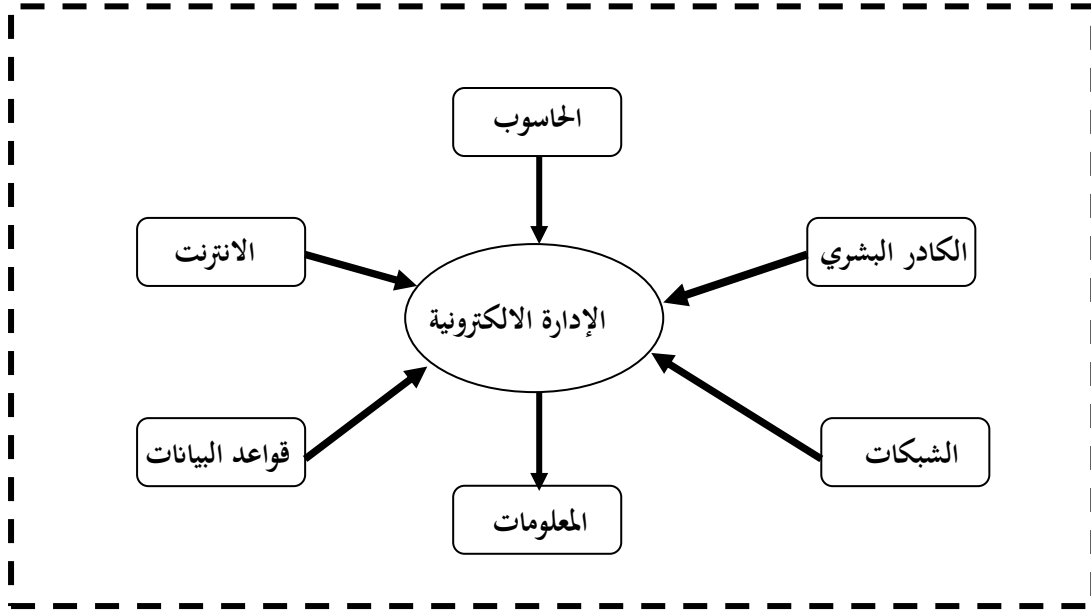 الحاسوب
الكادر البشري
الانترنت
الإدارة الالكترونية
الشبكات
قواعد البيانات
المعلومات